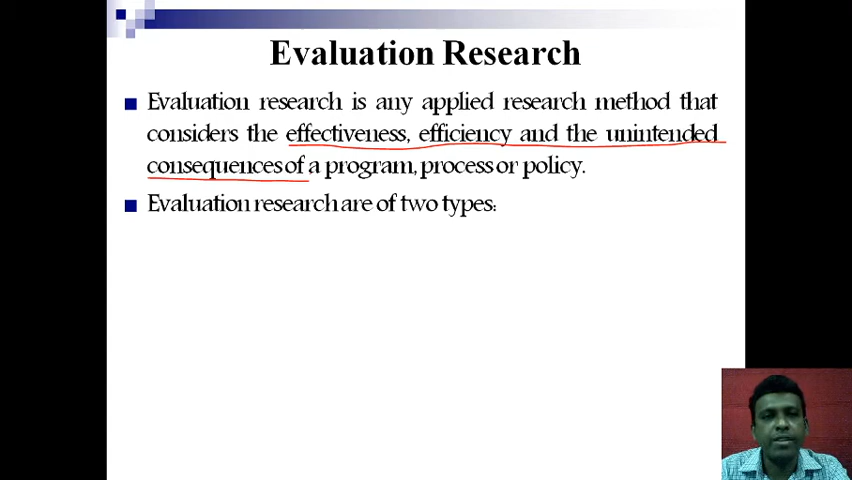 Evaluation Research
Evaluation research is any applied research method that
considers the effectiveness, efficiency and the unintended
consequences of a program, process or policy.
Evaluation research are of two types: